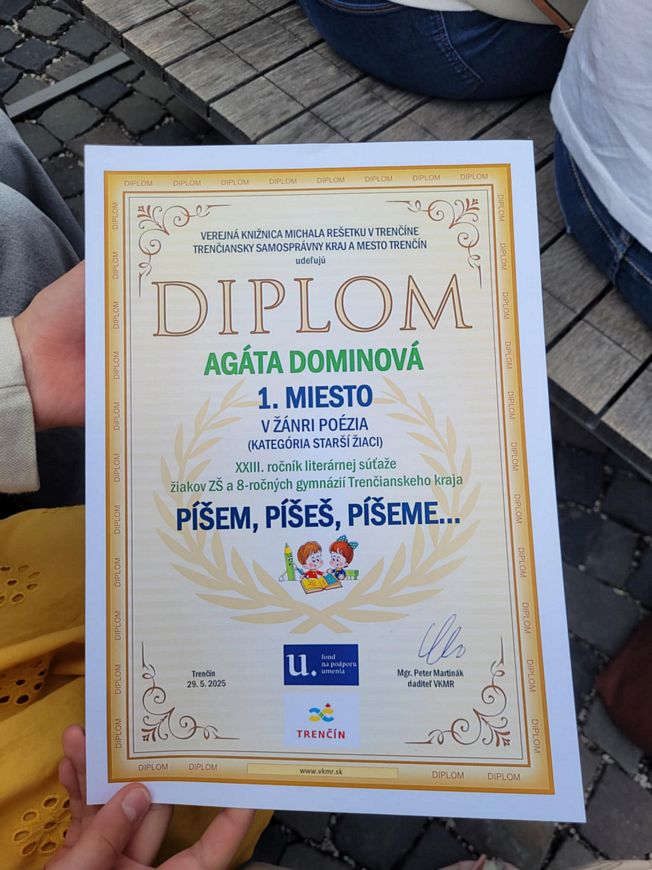 DIPLOM DIPLOM DIPLOM DIPLOM DIPLOM DIPLOM DIPLOM DIPLOM
VEREJNÁ KNIŽNICA MICHALA REŠETKU V TRENČÍNE
TRENČIANSKY SAMOSPRÁVNY KRAJ A MESTO TRENČÍN
udeľujú
DIPLOM
AGÁTA DOMINOVÁ
1. MIESTO
V ŽÁNRI POÉZIA
(KATEGÓRIA STARŠÍ ŽIACI)
XXIII. ročník literárnej súťaže
žiakov ZŠ a 8-ročných gymnázií Trenčianskeho kraja
PÍŠEM, PÍŠEŠ, PÍŠEME...
u. fond
na podporu
umenia
Trenčín
29. 5. 2025
Mgr. Peter Martinák
riaditeľ VKMR
TRENČÍN
DIPLOM DIPLOM www.vkmr.sk DIPLOM DIPLOM